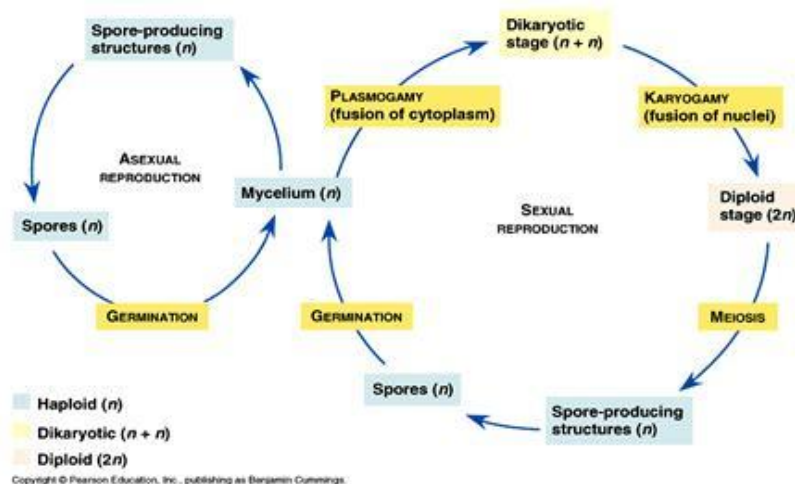 Spore-producing
structures (n)
Dikaryotic
stage (n + n)
PLASMOGAMY
(fusion of cytoplasm)
KARYOGAMY
(fusion of nuclei)
ASEXUAL
REPRODUCTION
Mycelium (n)
Spores (n)
SEXUAL
REPRODUCTION
Diploid
stage (2n)
GERMINATION
GERMINATION
MEIOSIS
Spores (n)
Spore-producing
structures (n)
Haploid (n)
Dikaryotic (n + n)
Diploid (2n)
Copyright © Pearson Education, Inc., publishing as Benjamin Cummings.